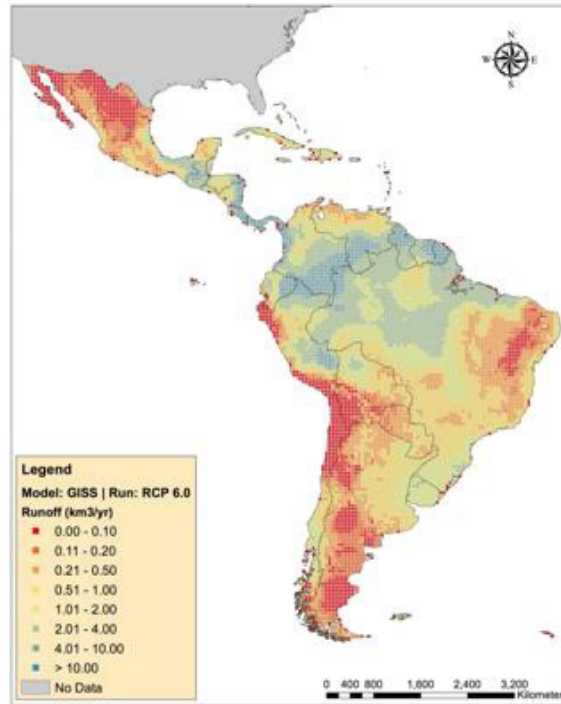 N
W E
S
Legend
Model: GISS | Run: RCP 6.0
Runoff (km3/yr)
0.00 - 0.10
0.11 - 0.20
0.21 - 0.50
0.51 - 1.00
1.01 - 2.00
2.01 - 4.00
4.01 - 10.00
> 10.00
No Data
0 400 800 1,600 2,400 3,200
Kilometer